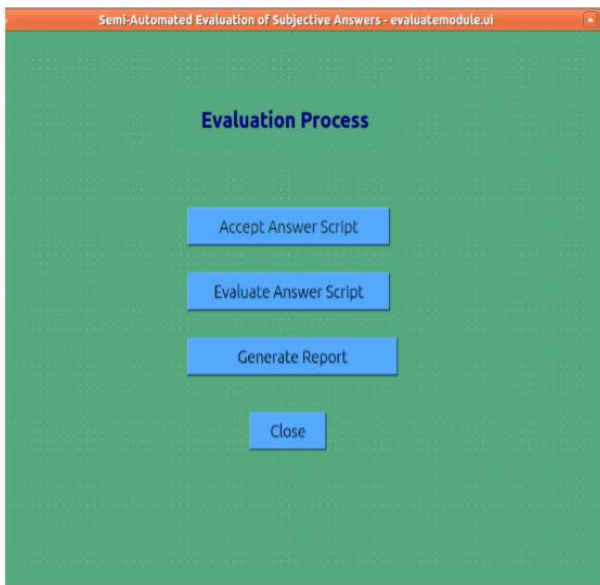 Semi-Automated Evaluation of Subjective Answers - evaluatemodule.ui
Evaluation Process
Accept Answer Script
Evaluate Answer Script
Generate Report
Close